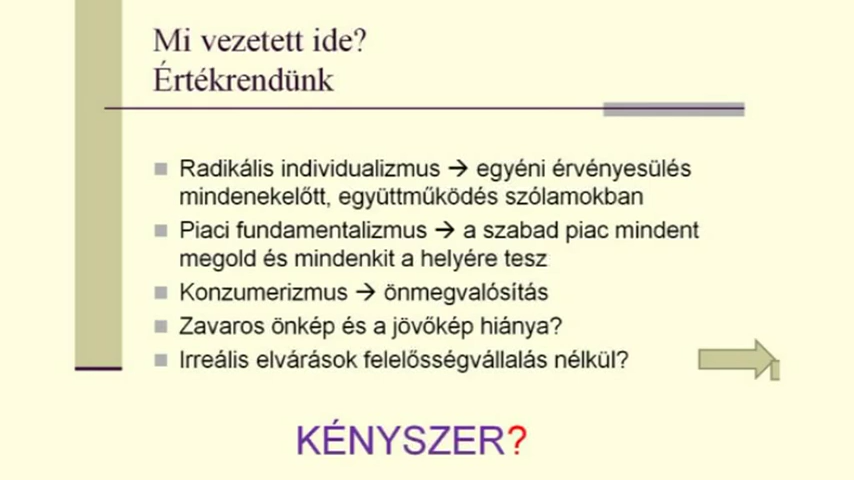 Mi vezetett ide?
Értékrendünk
Radikális individualizmus → egyéni érvényesülés
mindenekelőtt, együttműködés szólamokban
Piaci fundamentalizmus → a szabad piac mindent
megold és mindenkit a helyére tesz
Konzumerizmus → önmegvalósítás
Zavaros önkép és a jövőkép hiánya?
Irreális elvárások felelősségvállalás nélkül?
KÉNYSZER?